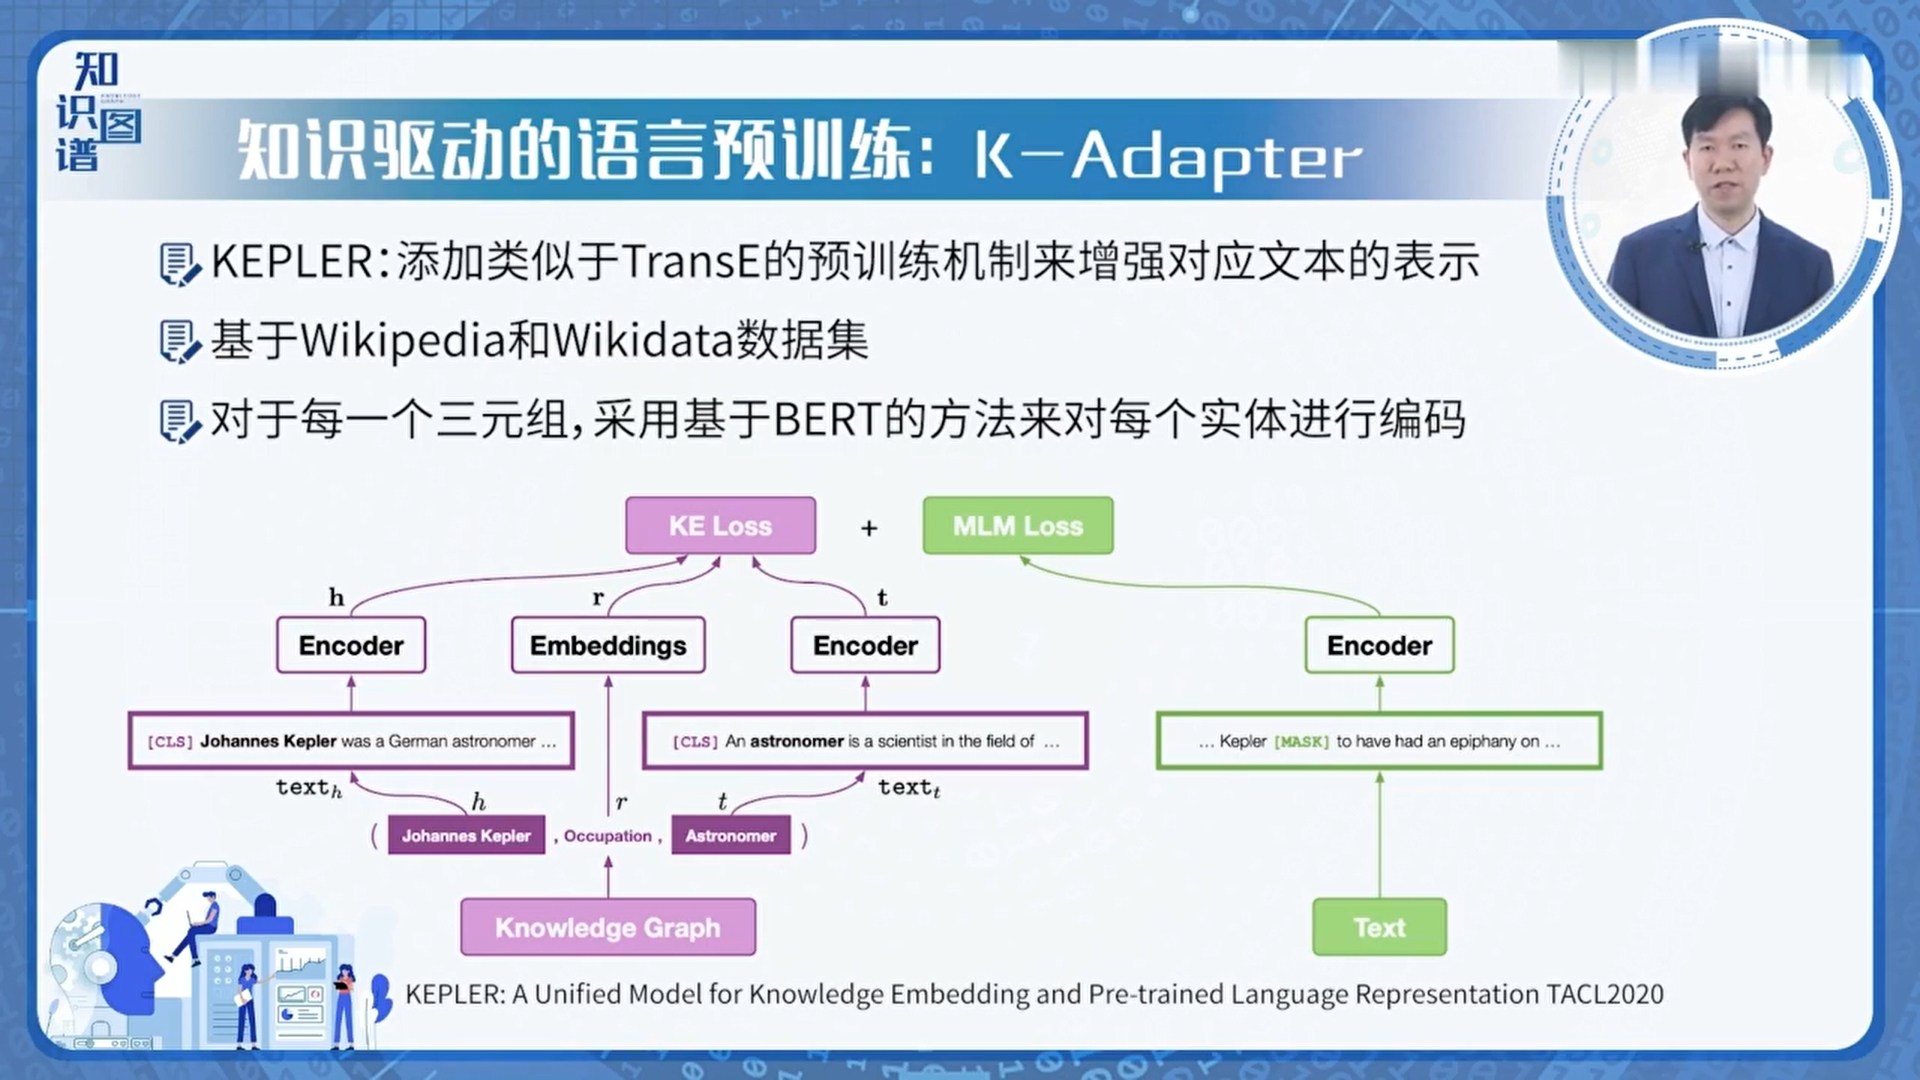 知识图谱
知识驱动的语言预训练：K-Adapter
KEPLER：添加类似于TransE的预训练机制来增强对应文本的表示
基于Wikipedia和Wikidata数据集
对于每一个三元组，采用基于BERT的方法来对每个实体进行编码
KE Loss + MLM Loss
h r t
Encoder Embeddings Encoder Encoder
[CLS] Johannes Kepler was a German astronomer ...
[CLS] An astronomer is a scientist in the field of ...
... Kepler [MASK] to have had an epiphany on ...
text_h h r t text_t
( Johannes Kepler , Occupation , Astronomer )
Knowledge Graph Text
KEPLER: A Unified Model for Knowledge Embedding and Pre-trained Language Representation TACL2020